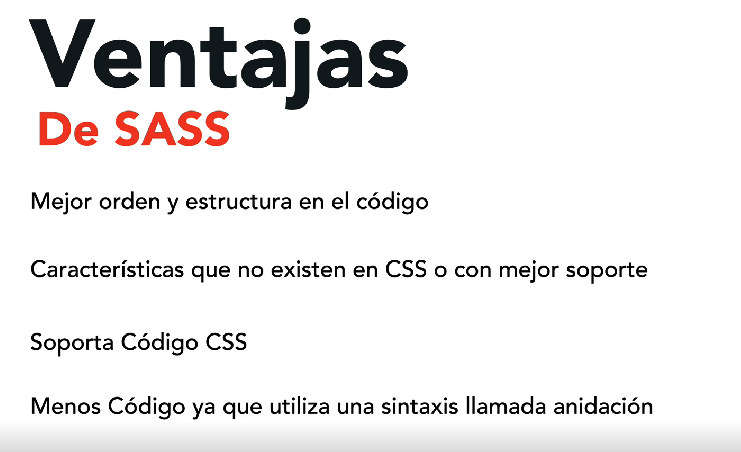 Ventajas
De SASS
Mejor orden y estructura en el código
Características que no existen en CSS o con mejor soporte
Soporta Código CSS
Menos Código ya que utiliza una sintaxis llamada anidación